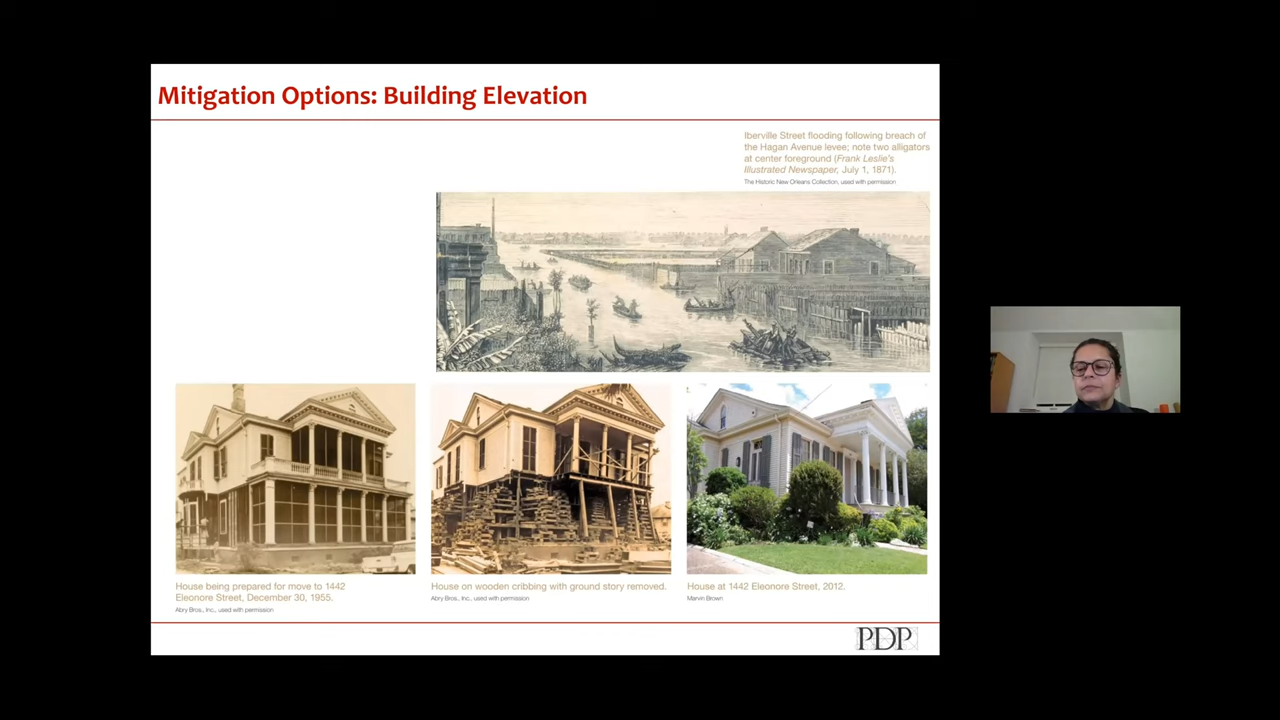 Mitigation Options: Building Elevation
Iberville Street flooding following breach of
the Hagan Avenue levee; note two alligators
at center foreground (Frank Leslie's
Illustrated Newspaper, July 1, 1871).
The Historic New Orleans Collection, used with permission
House being prepared for move to 1442
Eleonore Street, December 30, 1955.
Abry Bros., Inc., used with permission
House on wooden cribbing with ground story removed.
Abry Bros., Inc., used with permission
House at 1442 Eleonore Street, 2012.
Marvin Brown
PDP